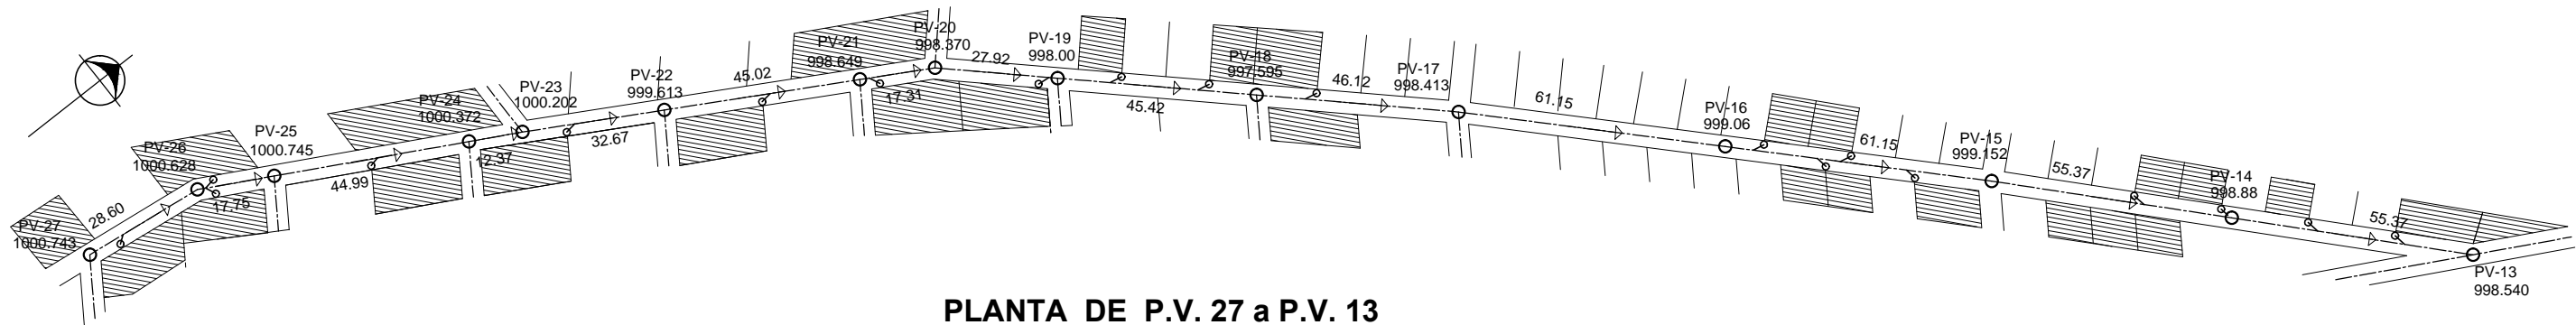 PV-27
1000.743
28.60
PV-26
1000.628
17.75
PV-25
1000.745
44.99
PV-24
1000.372
12.37
PV-23
1000.202
32.67
PV-22
999.613
45.02
PV-21
998.649
17.31
PV-20
998.370
27.92
PV-19
998.00
45.42
PV-18
997.595
46.12
PV-17
998.413
61.15
PV-16
999.06
61.15
PV-15
999.152
55.37
PV-14
998.88
55.37
PV-13
998.540
PLANTA DE P.V. 27 a P.V. 13